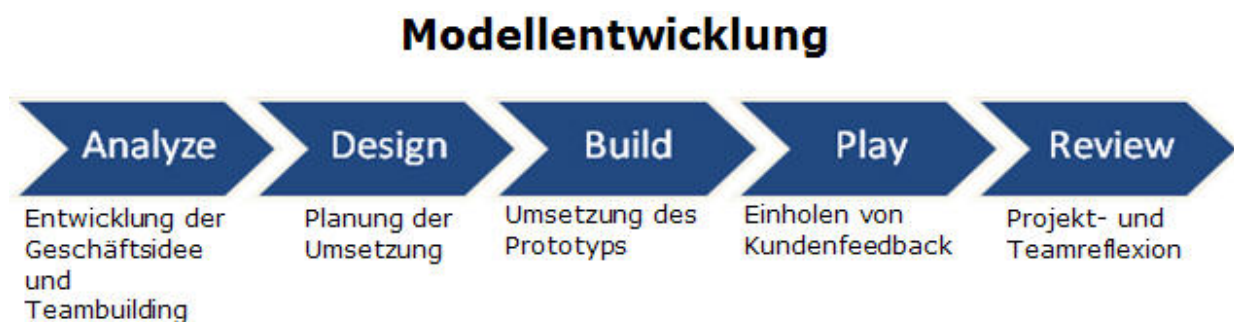 Modellentwicklung
Analyze
Design
Build
Play
Review
Entwicklung der
Geschäftsidee
und
Teambuilding
Planung der
Umsetzung
Umsetzung des
Prototyps
Einholen von
Kundenfeedback
Projekt- und
Teamreflexion